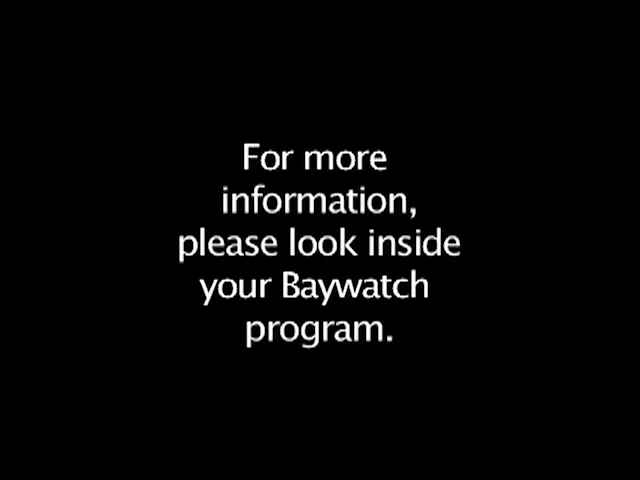 For more
information,
please look inside
your Baywatch
program.